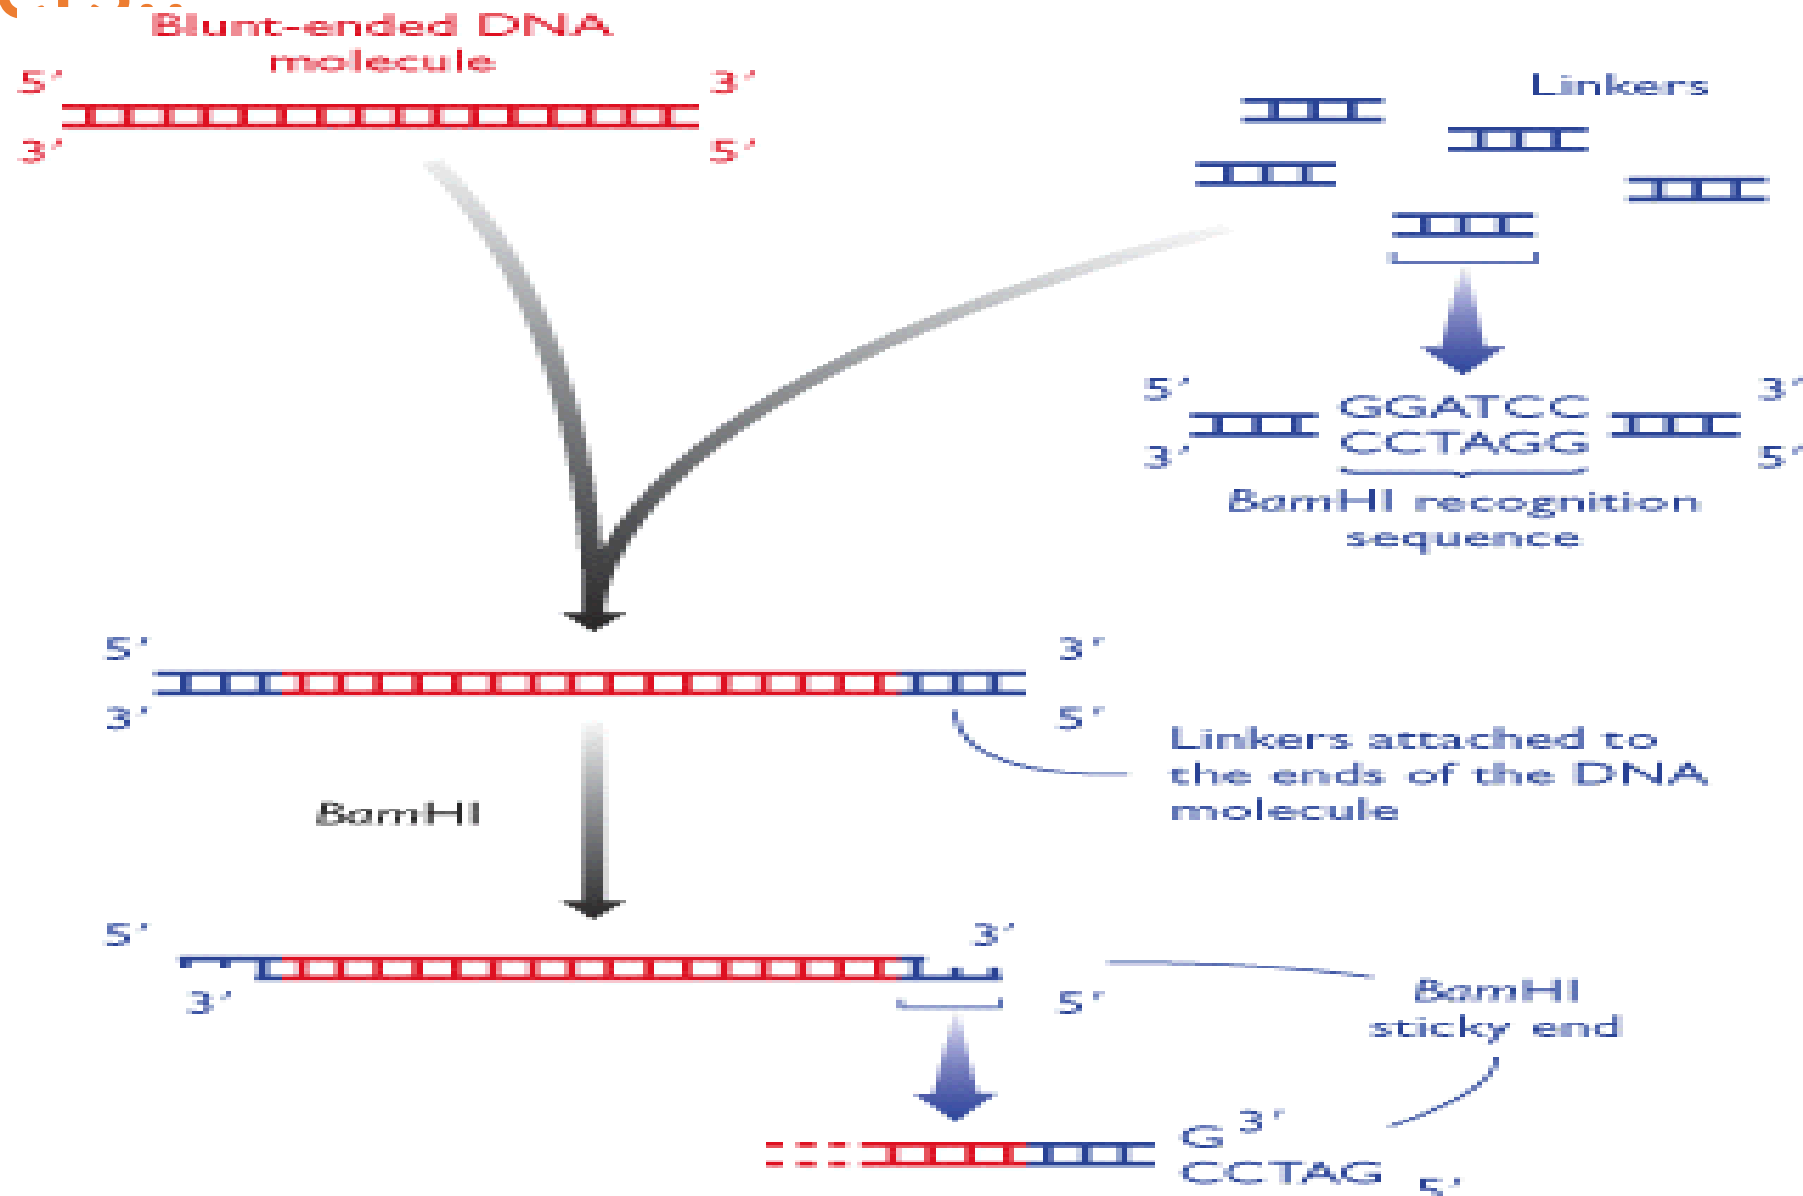 Blunt-ended DNA
molecule
5′ 3′
3′ 5′
Linkers
5′ 3′
GGATCC
CCTAGG
3′ 5′
BamHI recognition
sequence
5′ 3′
3′ 5′
Linkers attached to
the ends of the DNA
molecule
BamHI
5′ 3′
3′ 5′
BamHI
sticky end
G 3′
CCTAG 5′